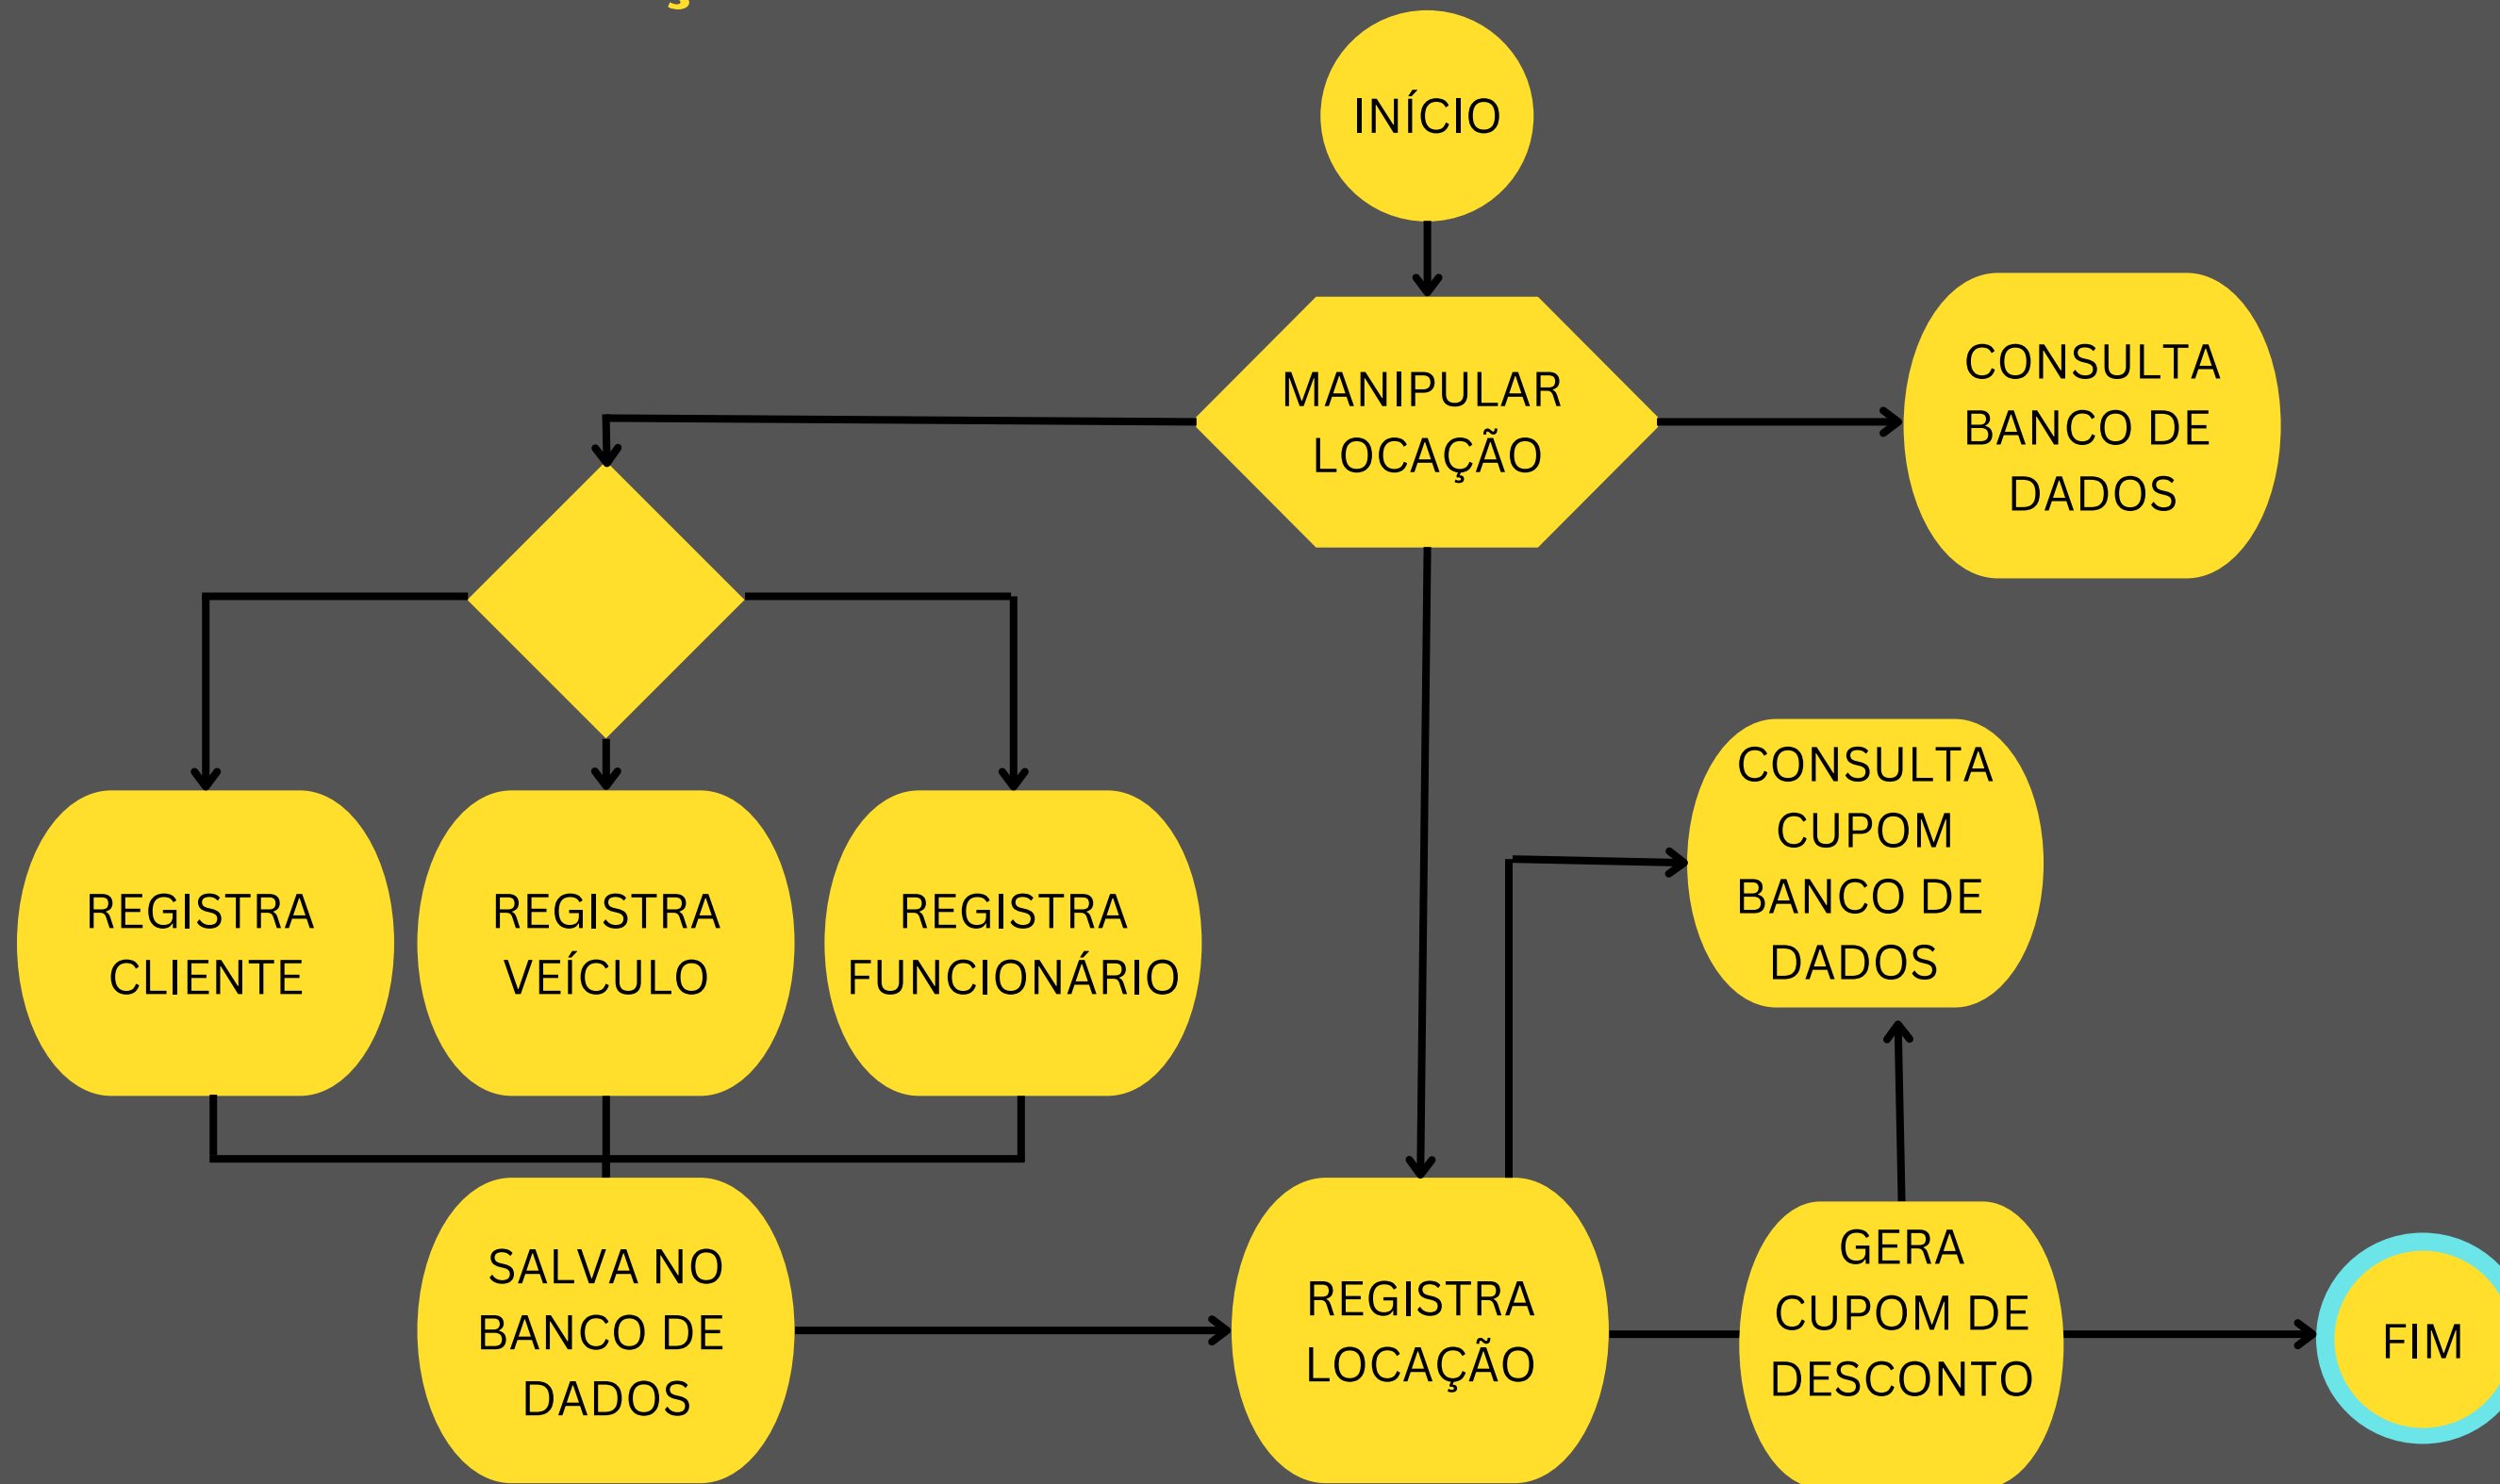 INÍCIO
MANIPULAR
LOCAÇÃO
CONSULTA
BANCO DE
DADOS
REGISTRA
CLIENTE
REGISTRA
VEÍCULO
REGISTRA
FUNCIONÁRIO
CONSULTA
CUPOM
BANCO DE
DADOS
SALVA NO
BANCO DE
DADOS
REGISTRA
LOCAÇÃO
GERA
CUPOM DE
DESCONTO
FIM